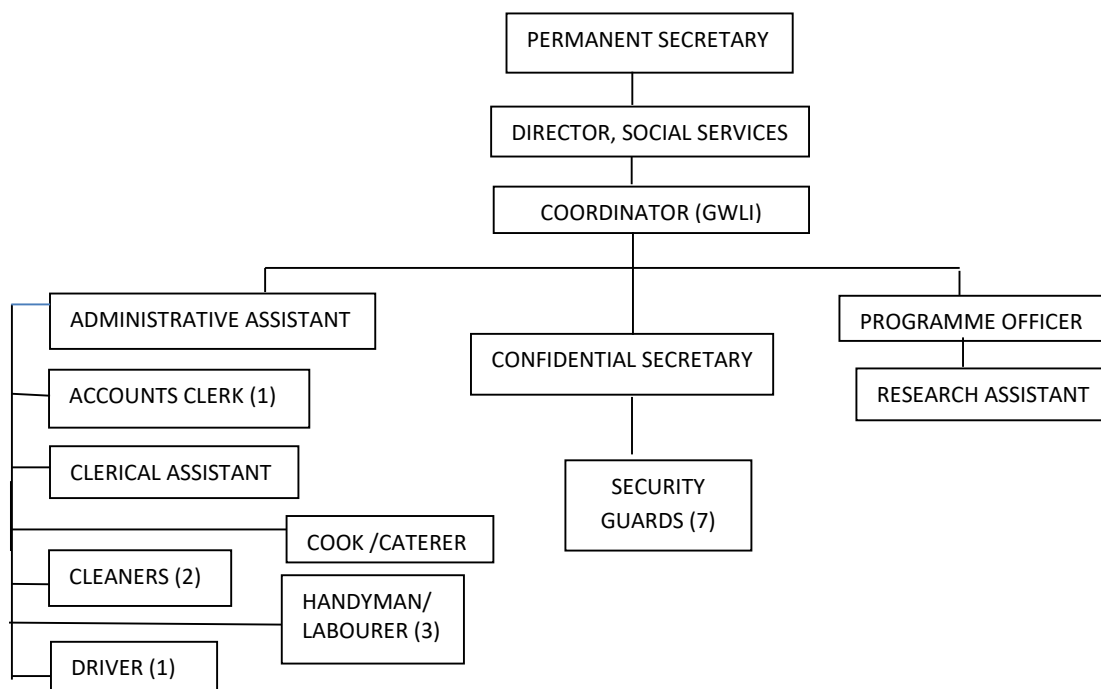 PERMANENT SECRETARY
DIRECTOR, SOCIAL SERVICES
COORDINATOR (GWLI)
ADMINISTRATIVE ASSISTANT
PROGRAMME OFFICER
CONFIDENTIAL SECRETARY
RESEARCH ASSISTANT
ACCOUNTS CLERK (1)
CLERICAL ASSISTANT
SECURITY
GUARDS (7)
COOK /CATERER
CLEANERS (2)
HANDYMAN/
LABOURER (3)
DRIVER (1)